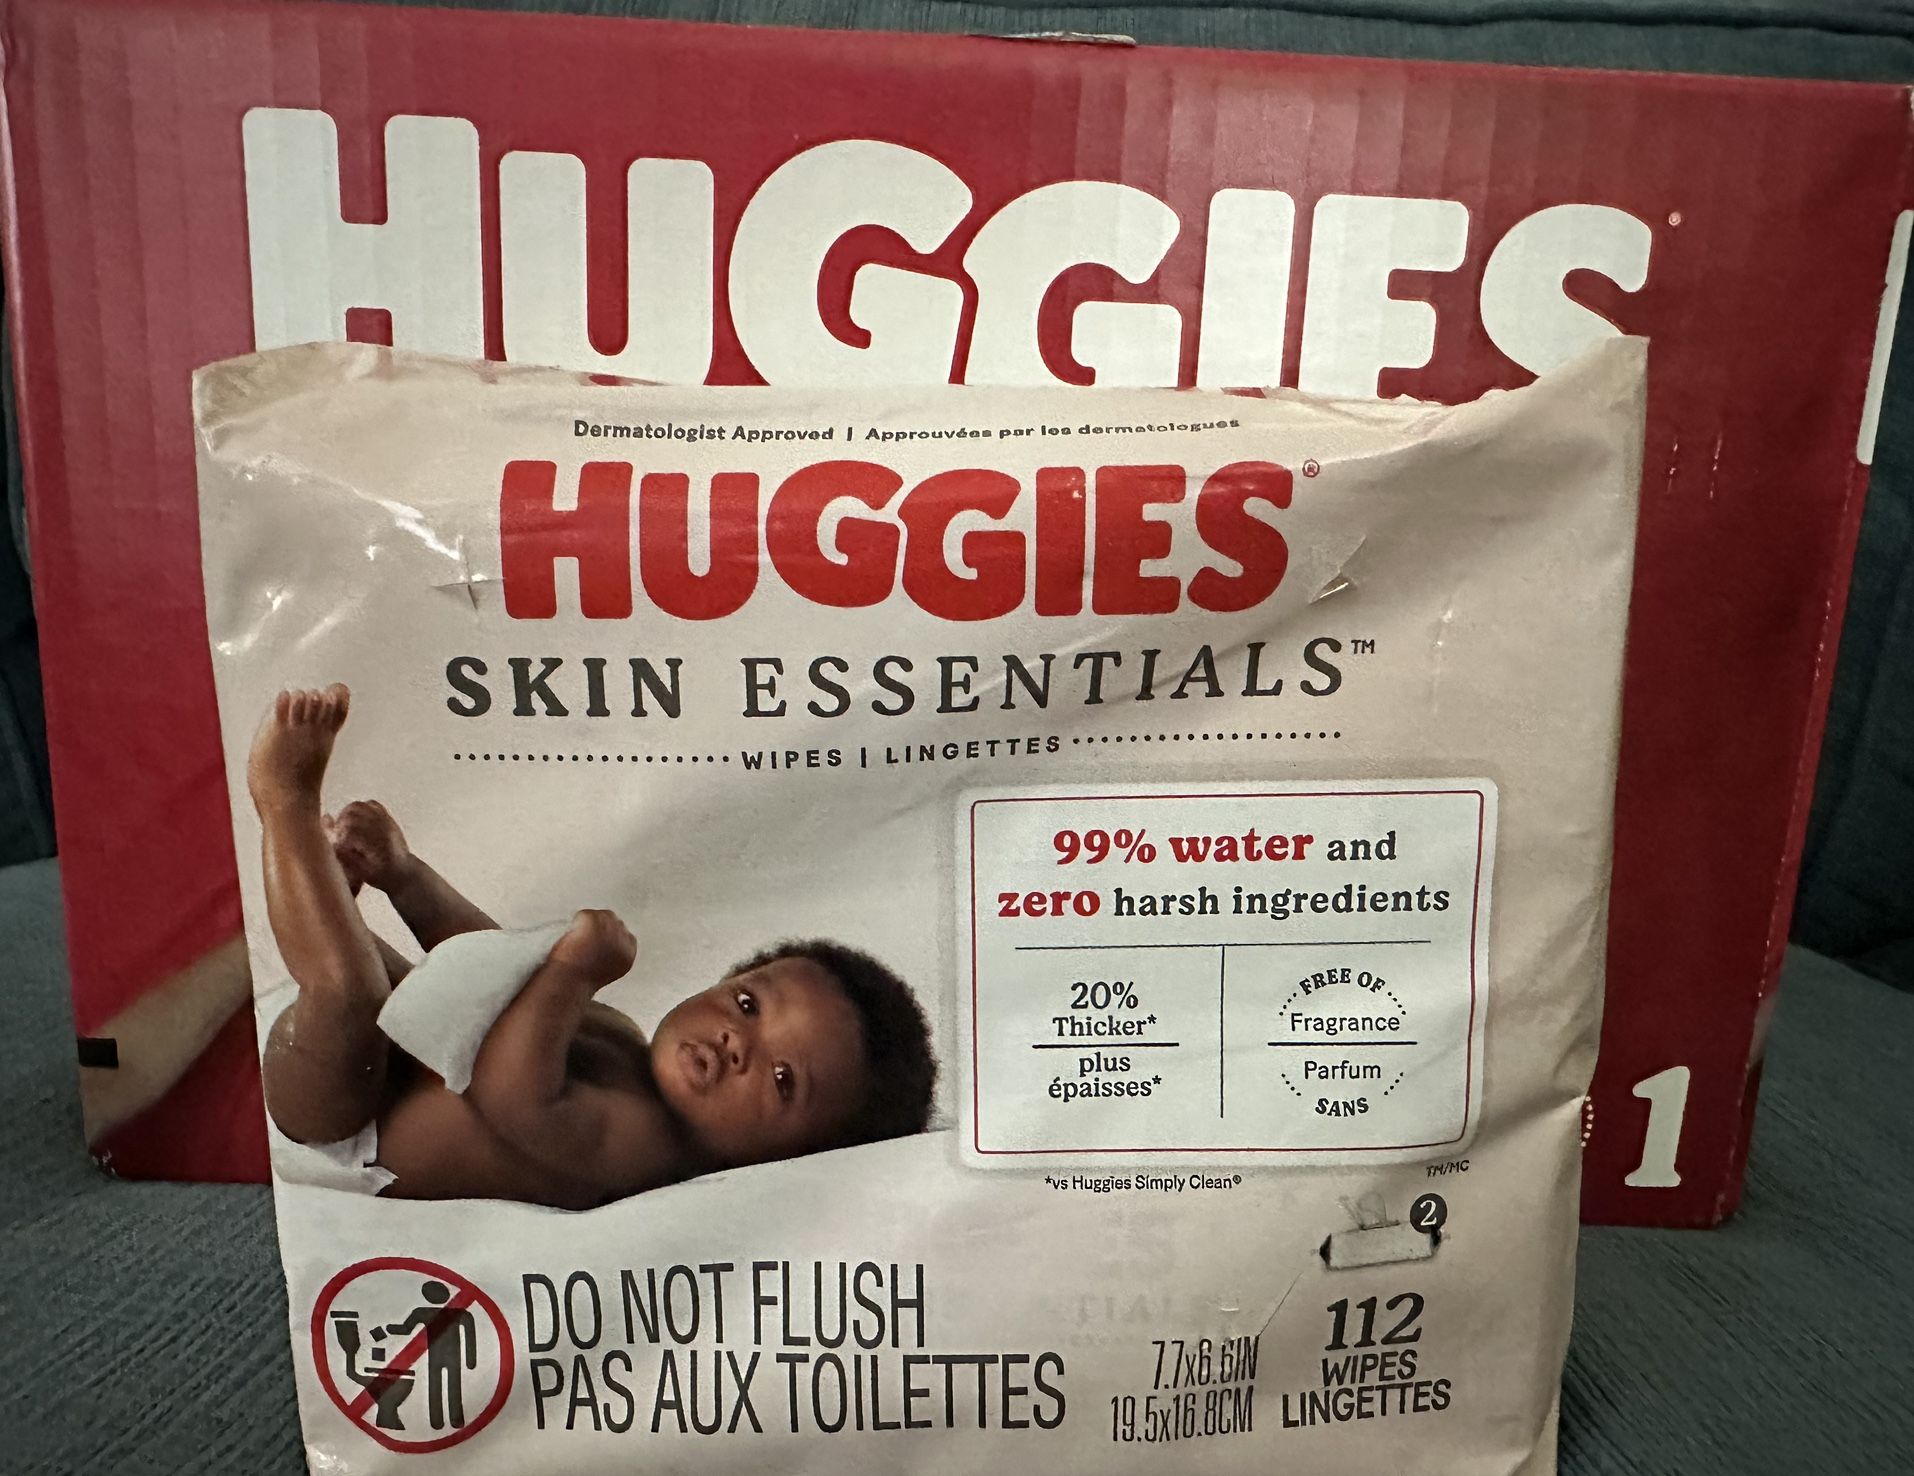 HUGGIES®
Dermatologist Approved | Approuvées par les dermatologues
HUGGIES®
SKIN ESSENTIALS™
WIPES | LINGETTES
99% water and
zero harsh ingredients
20%
Thicker*
plus
épaisses*
FREE OF
Fragrance
Parfum
SANS
*vs Huggies Simply Clean®
TM/MC
2
1
DO NOT FLUSH
PAS AUX TOILETTES
7.7x6.6IN
19.5x16.8CM
112
WIPES
LINGETTES